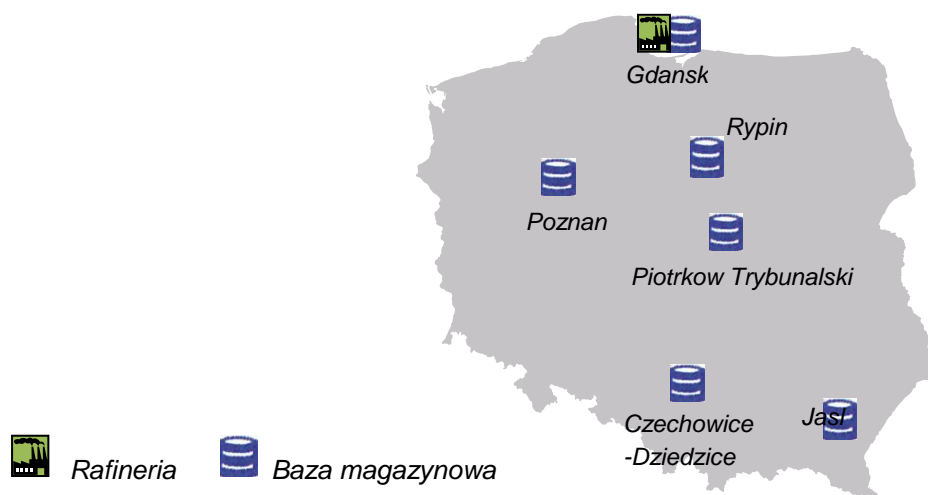 Gdansk
Rypin
Poznan
Piotrkow Trybunalski
Czechowice
-Dziedzice
Jasl
Rafineria
Baza magazynowa